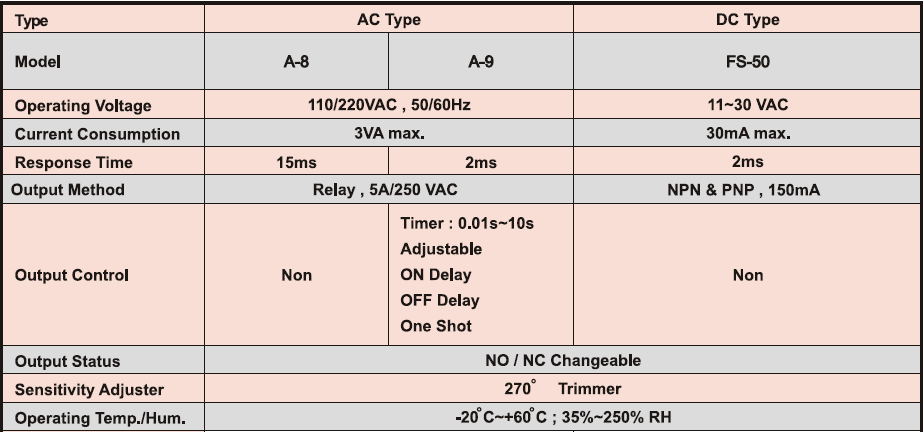 Type AC Type DC Type
Model A-8 A-9 FS-50
Operating Voltage 110/220VAC , 50/60Hz 11~30 VAC
Current Consumption 3VA max. 30mA max.
Response Time 15ms 2ms 2ms
Output Method Relay , 5A/250 VAC NPN & PNP , 150mA
Timer : 0.01s~10s
Adjustable
Output Control Non ON Delay Non
OFF Delay
One Shot
Output Status NO / NC Changeable
Sensitivity Adjuster 270° Trimmer
Operating Temp./Hum. -20°C~+60°C ; 35%~250% RH